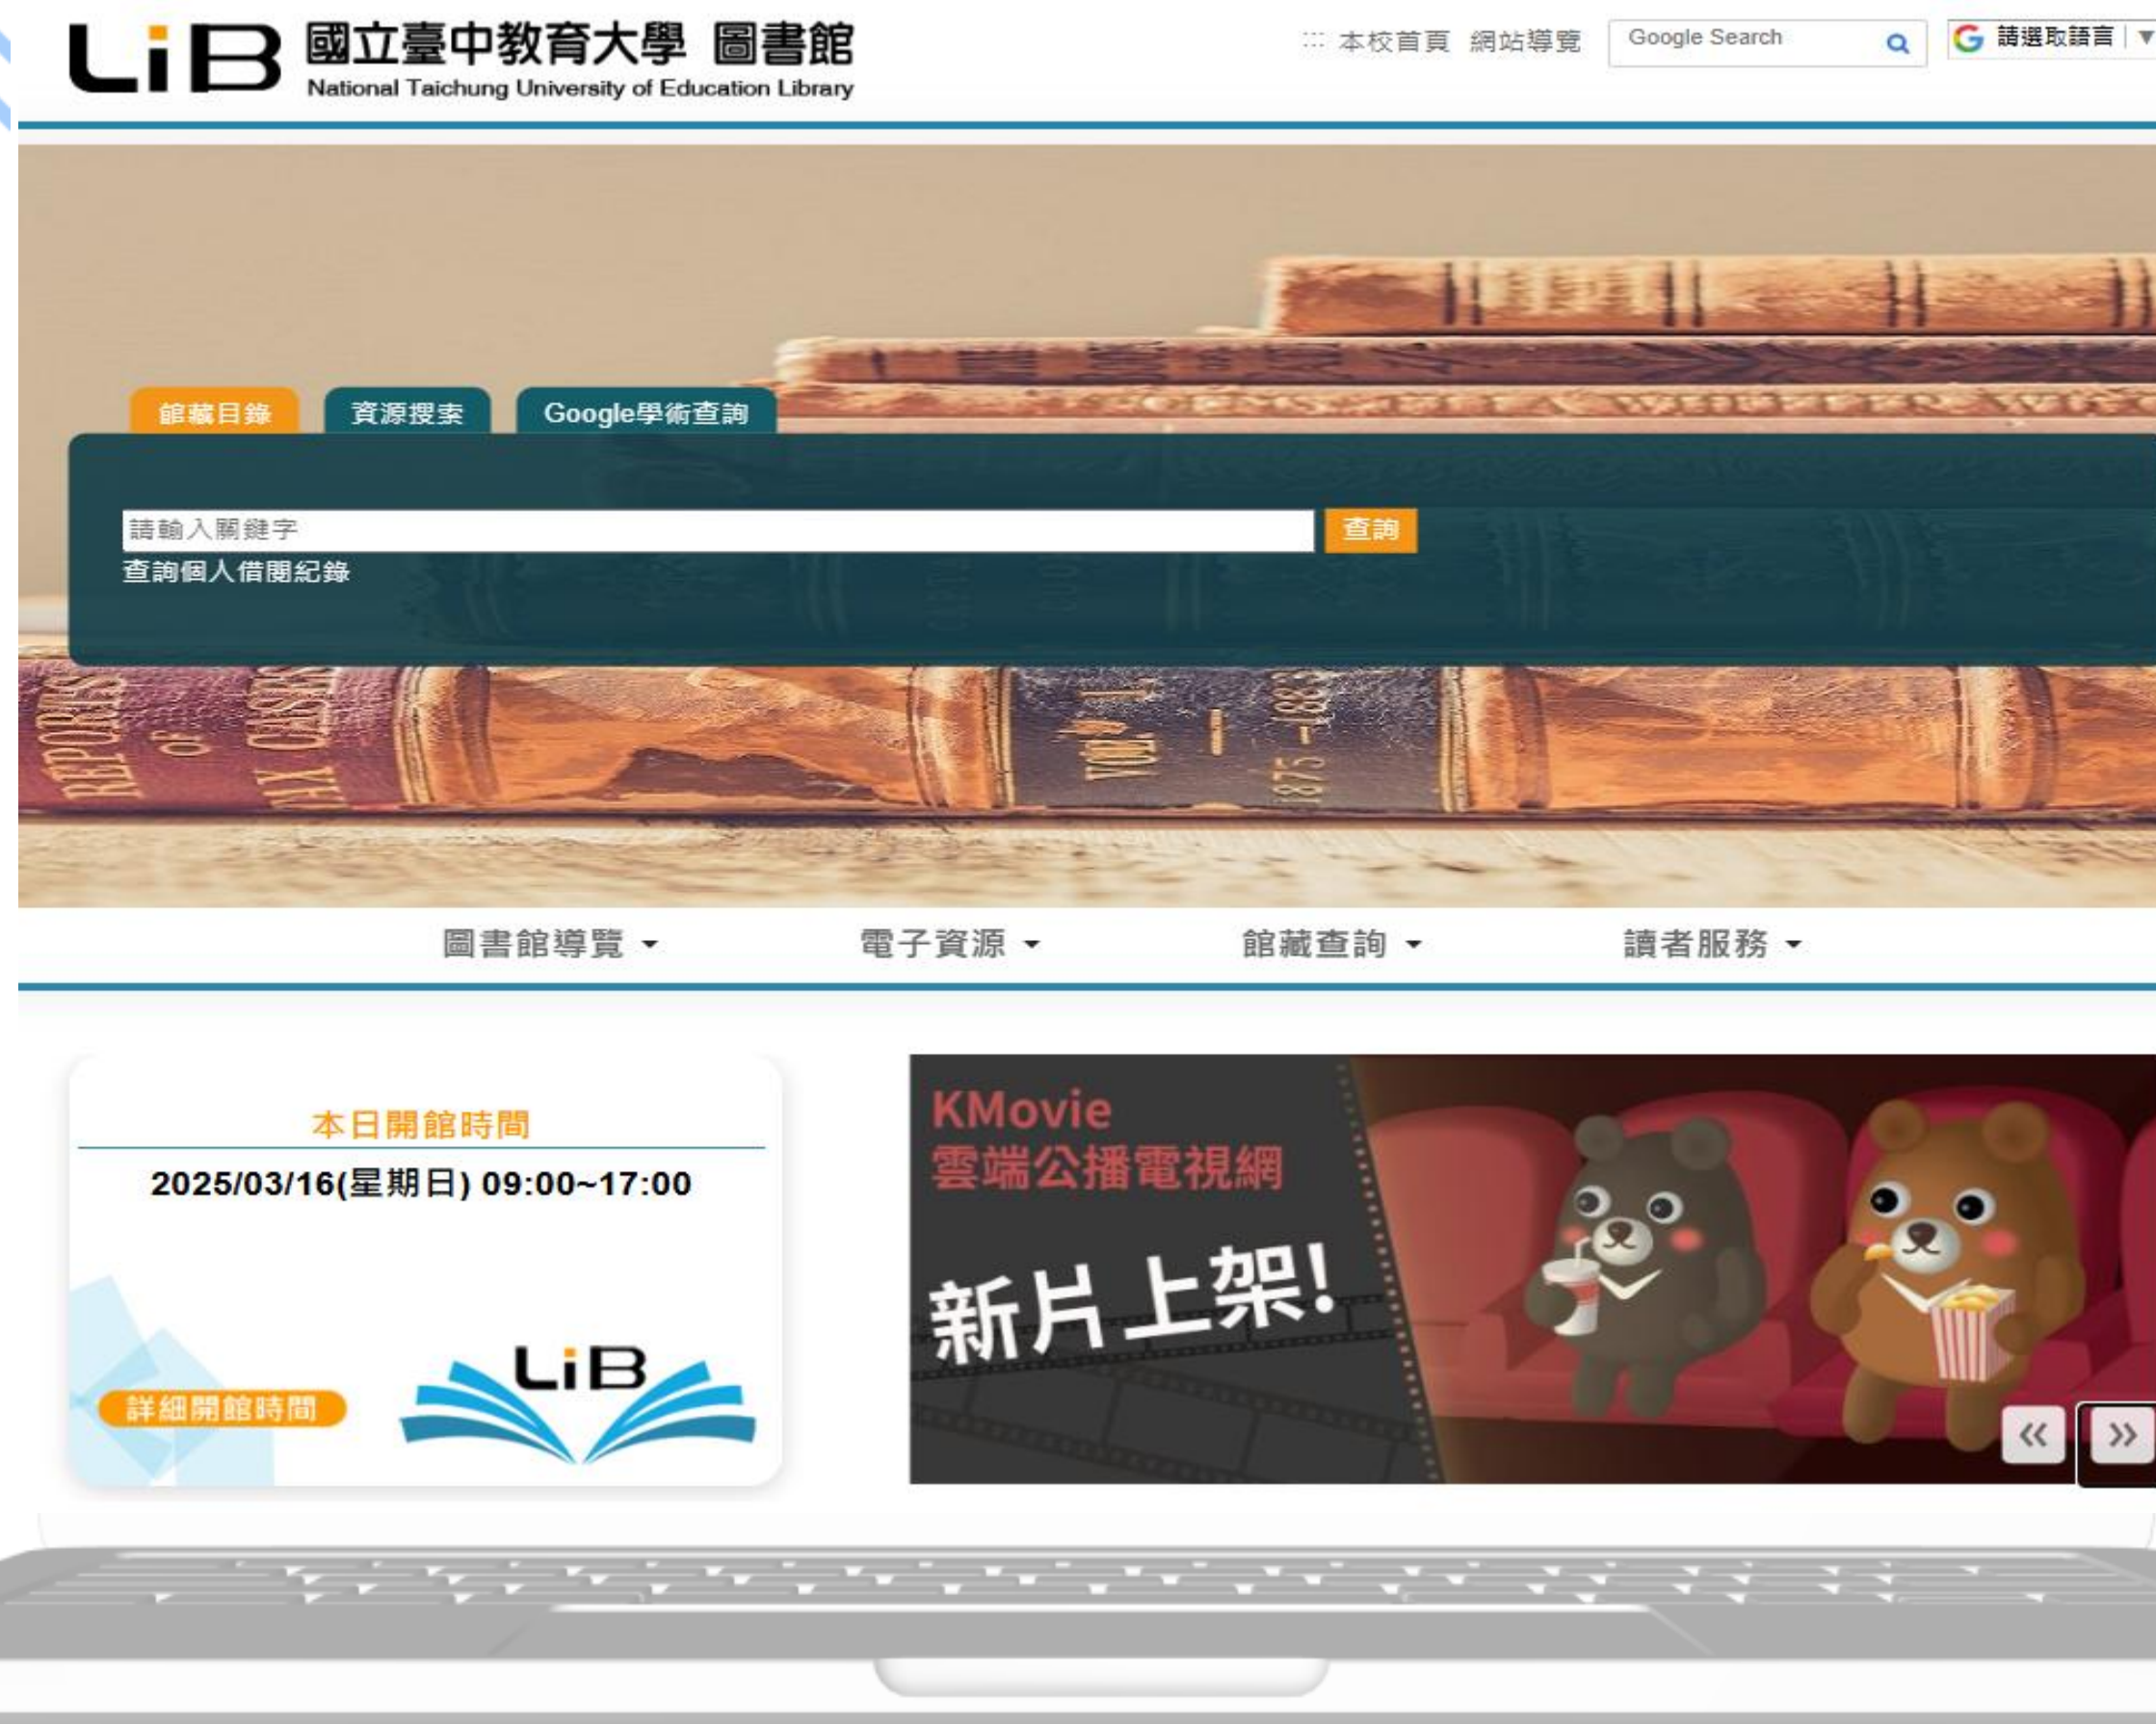 LiB 國立臺中教育大學 圖書館
National Taichung University of Education Library
::: 本校首頁 網站導覽 Google Search 請選取語言 ▼
館藏目錄 資源搜索 Google學術查詢
請輸入關鍵字 查詢
查詢個人借閱紀錄
REPORTS
OF
TAX CASES
VOL. I.
1875-1883
圖書館導覽 電子資源 館藏查詢 讀者服務
本日開館時間
2025/03/16(星期日) 09:00~17:00
詳細開館時間
LiB
KMovie
雲端公播電視網
新片上架!